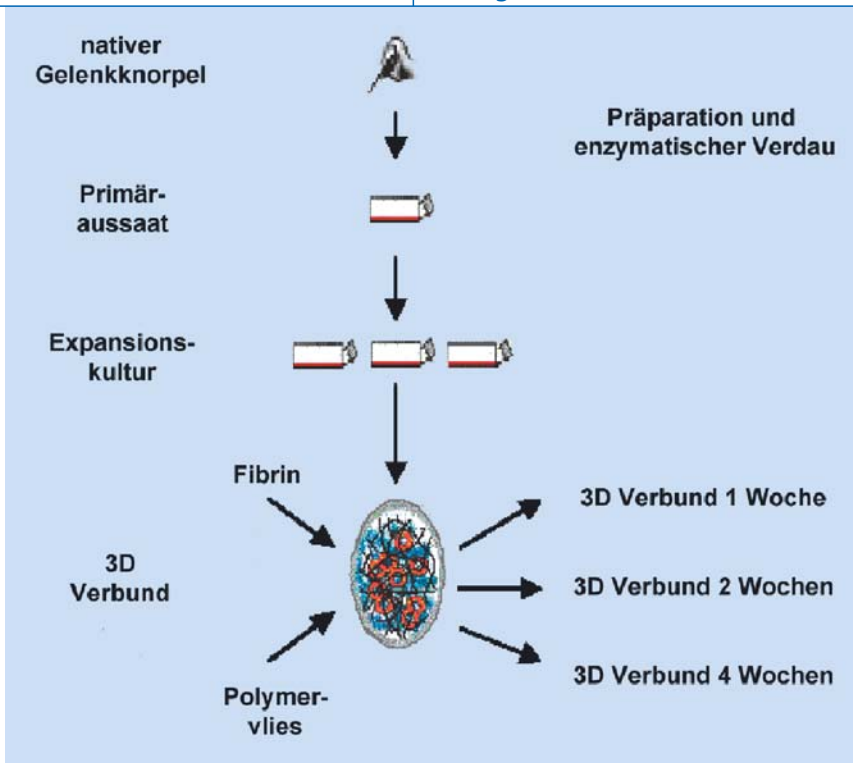 nativer
Gelenkknorpel
Präparation und
enzymatischer Verdau
Primär-
aussaat
Expansions-
kultur
Fibrin
3D
Verbund
Polymer-
vlies
3D Verbund 1 Woche
3D Verbund 2 Wochen
3D Verbund 4 Wochen